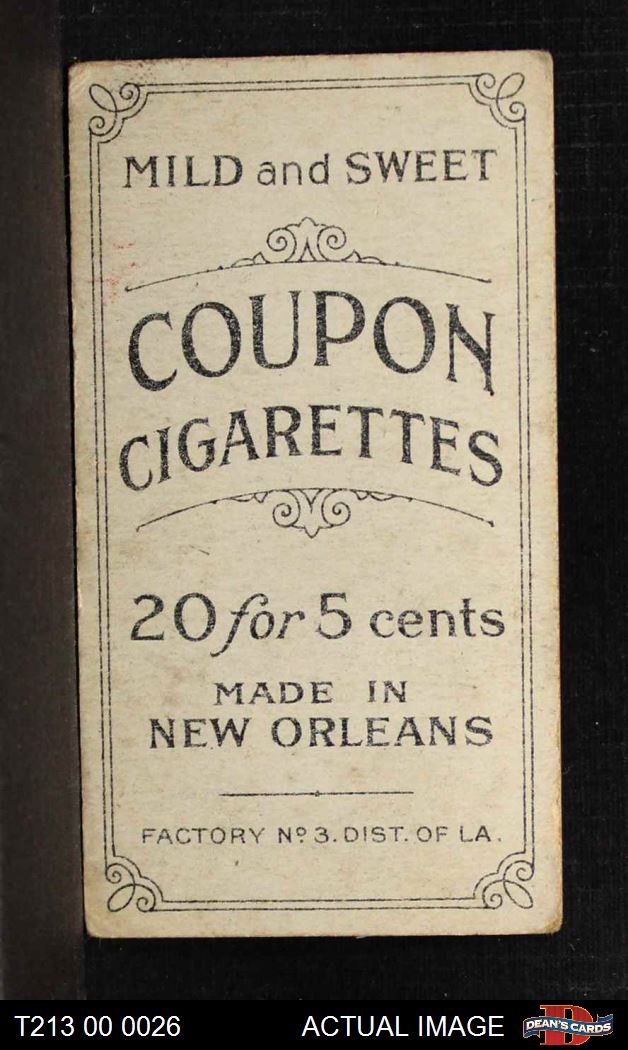 MILD and SWEET
COUPON
CIGARETTES
20 for 5 cents
MADE IN
NEW ORLEANS
FACTORY Nº 3. DIST. OF LA.
T213 00 0026 ACTUAL IMAGE
D
DEAN'S CARDS